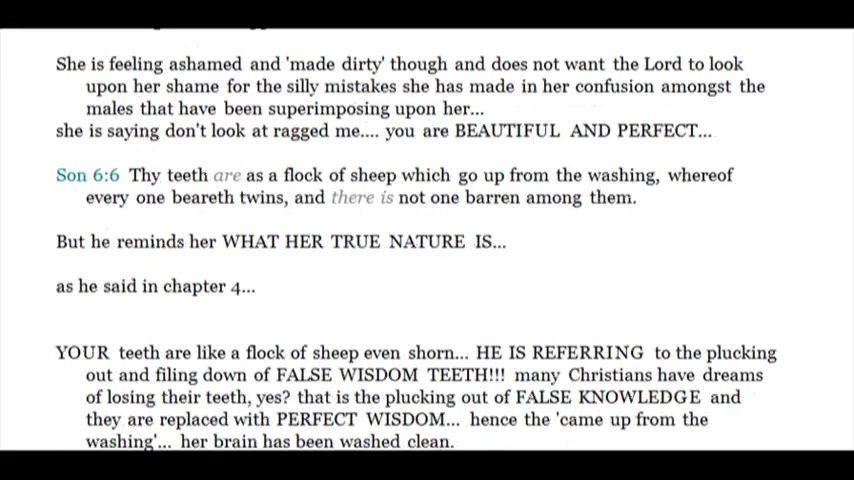 She is feeling ashamed and 'made dirty' though and does not want the Lord to look
upon her shame for the silly mistakes she has made in her confusion amongst the
males that have been superimposing upon her...
she is saying don't look at ragged me.... you are BEAUTIFUL AND PERFECT...
Son 6:6 Thy teeth are as a flock of sheep which go up from the washing, whereof
every one beareth twins, and there is not one barren among them.
But he reminds her WHAT HER TRUE NATURE IS...
as he said in chapter 4...
YOUR teeth are like a flock of sheep even shorn... HE IS REFERRING to the plucking
out and filing down of FALSE WISDOM TEETH!!! many Christians have dreams
of losing their teeth, yes? that is the plucking out of FALSE KNOWLEDGE and
they are replaced with PERFECT WISDOM... hence the 'came up from the
washing'... her brain has been washed clean.